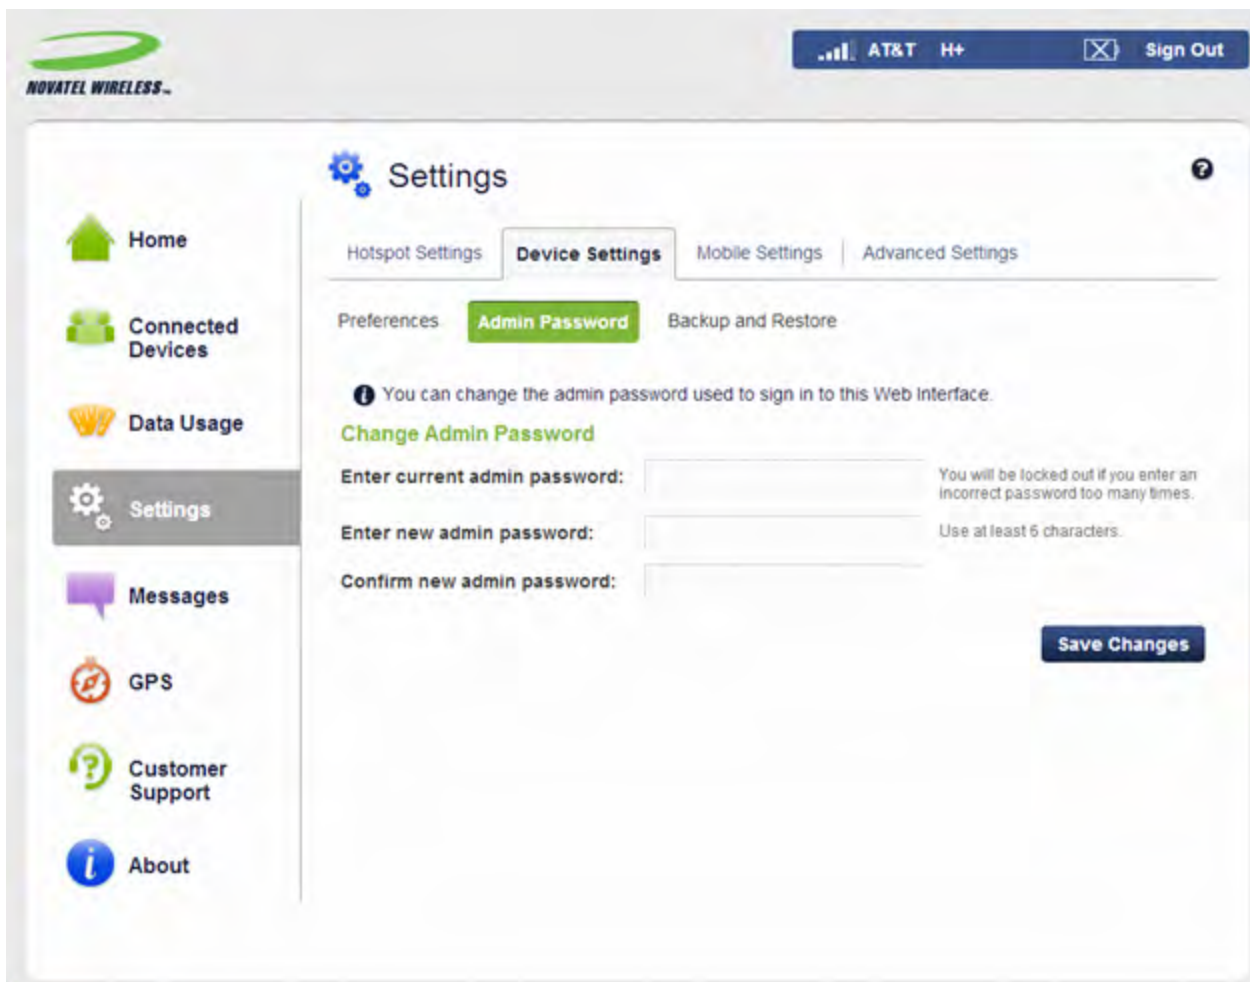 NOVATEL WIRELESS™
AT&T H+ Sign Out
Settings
Home
Connected
Devices
Data Usage
Settings
Messages
GPS
Customer
Support
About
Hotspot Settings Device Settings Mobile Settings Advanced Settings
Preferences Admin Password Backup and Restore
You can change the admin password used to sign in to this Web Interface.
Change Admin Password
Enter current admin password:
You will be locked out if you enter an
incorrect password too many times.
Enter new admin password:
Use at least 6 characters.
Confirm new admin password:
Save Changes